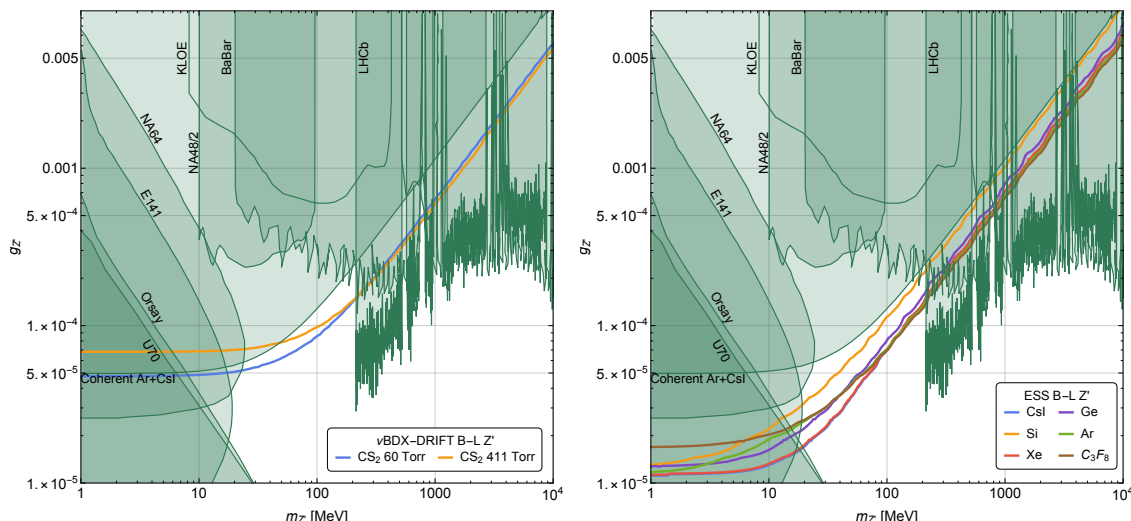 0.005
0.001
5.×10⁻⁴
1.×10⁻⁴
5.×10⁻⁵
1.×10⁻⁵
g_Z'
1
10
100
1000
10⁴
m_Z' [MeV]
KLOE
BaBar
LHCb
NA64
NA48/2
E141
Orsay
U70
Coherent Ar+CsI
νBDX-DRIFT B-L Z'
CS₂ 60 Torr
CS₂ 411 Torr
0.005
0.001
5.×10⁻⁴
1.×10⁻⁴
5.×10⁻⁵
1.×10⁻⁵
g_Z'
1
10
100
1000
10⁴
m_Z' [MeV]
KLOE
BaBar
LHCb
NA64
NA48/2
E141
Orsay
U70
Coherent Ar+CsI
ESS B-L Z'
CsI
Ge
Si
Ar
Xe
C₃F₈